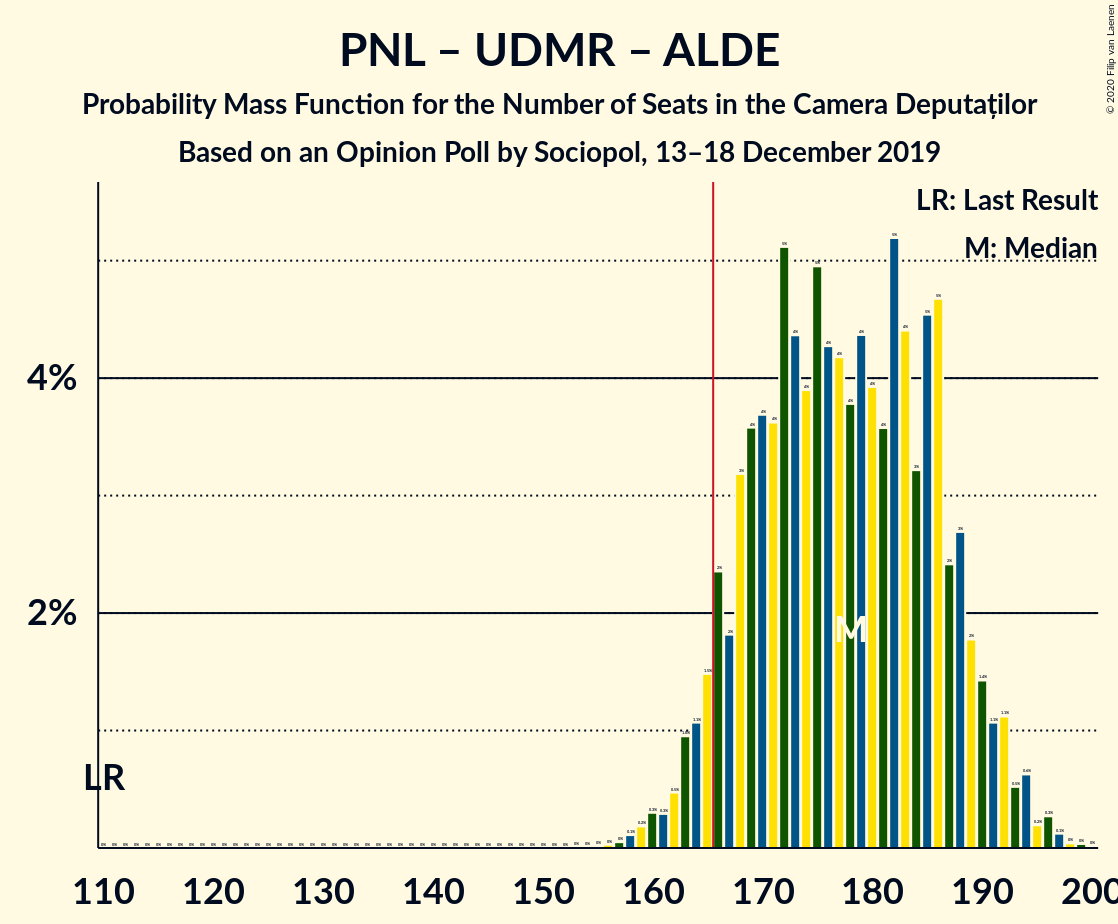 PNL – UDMR – ALDE
Probability Mass Function for the Number of Seats in the Camera Deputaților
Based on an Opinion Poll by Sociopol, 13–18 December 2019
© 2020 Filip van Laenen
LR: Last Result
M: Median
4%
2%
LR
M
110 120 130 140 150 160 170 180 190 200